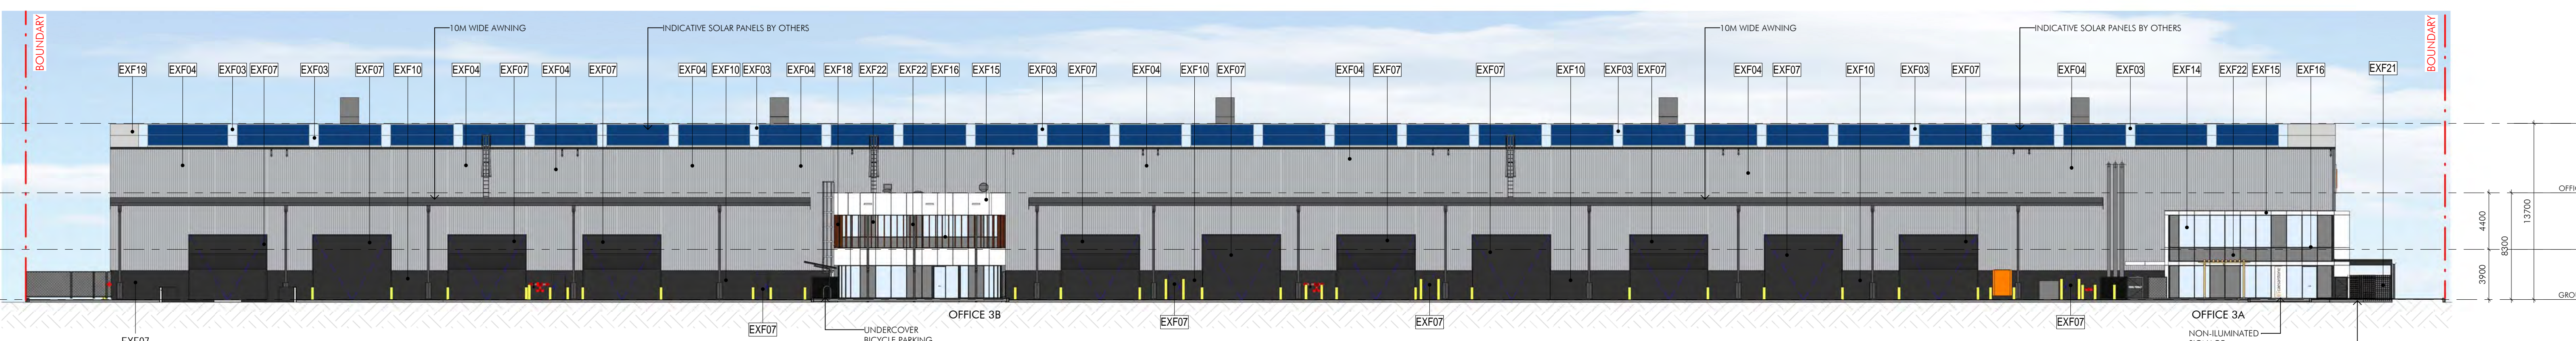 BOUNDARY
10M WIDE AWNING
INDICATIVE SOLAR PANELS BY OTHERS
10M WIDE AWNING
INDICATIVE SOLAR PANELS BY OTHERS
BOUNDARY
EXF19 EXF04 EXF03 EXF07 EXF03 EXF07 EXF10 EXF04 EXF07 EXF04 EXF07 EXF04 EXF10 EXF03 EXF04 EXF18 EXF22 EXF22 EXF16 EXF15 EXF03 EXF07 EXF04 EXF10 EXF07 EXF04 EXF07 EXF07 EXF10 EXF03 EXF07 EXF04 EXF07 EXF10 EXF03 EXF07 EXF04 EXF03 EXF14 EXF22 EXF15 EXF16 EXF21
4400
3900
8300
13700
OFFIC
GRO
OFFICE 3B
OFFICE 3A
EXF07
EXF07
EXF07
EXF07
EXF07
UNDERCOVER
BICYCLE PARKING
NON-ILUMINATED